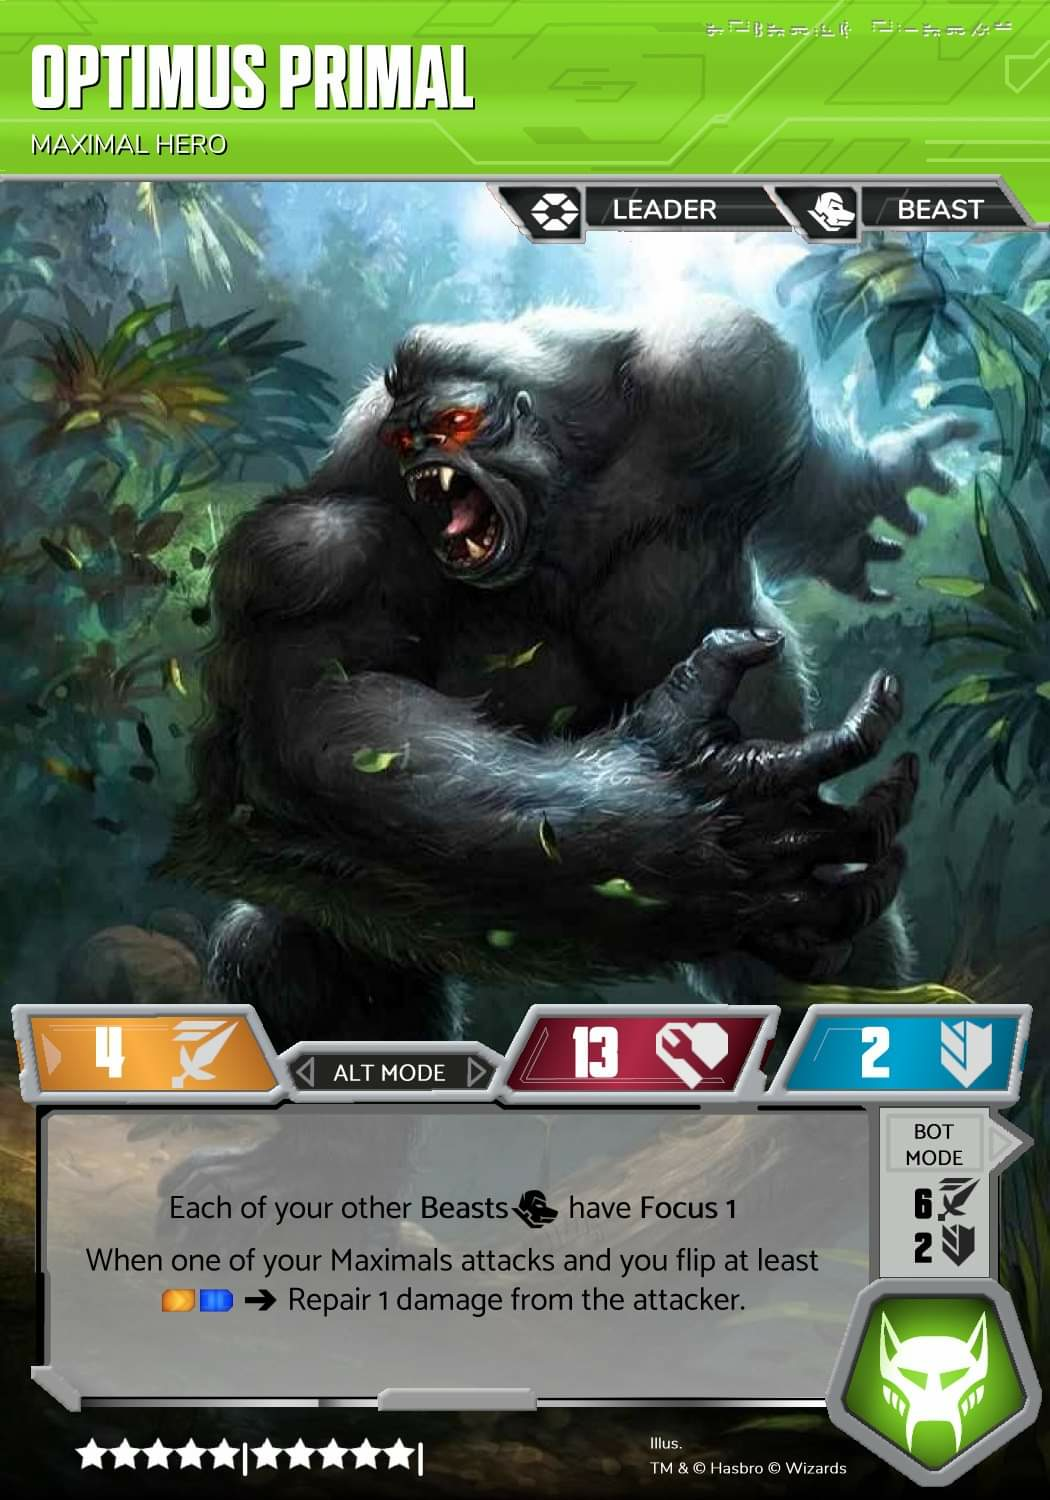 OPTIMUS PRIMAL
MAXIMAL HERO
LEADER
BEAST
4
ALT MODE
13
2
BOT
MODE
6
2
Each of your other Beasts have Focus 1
When one of your Maximals attacks and you flip at least
➔ Repair 1 damage from the attacker.
Illus.
TM & © Hasbro © Wizards